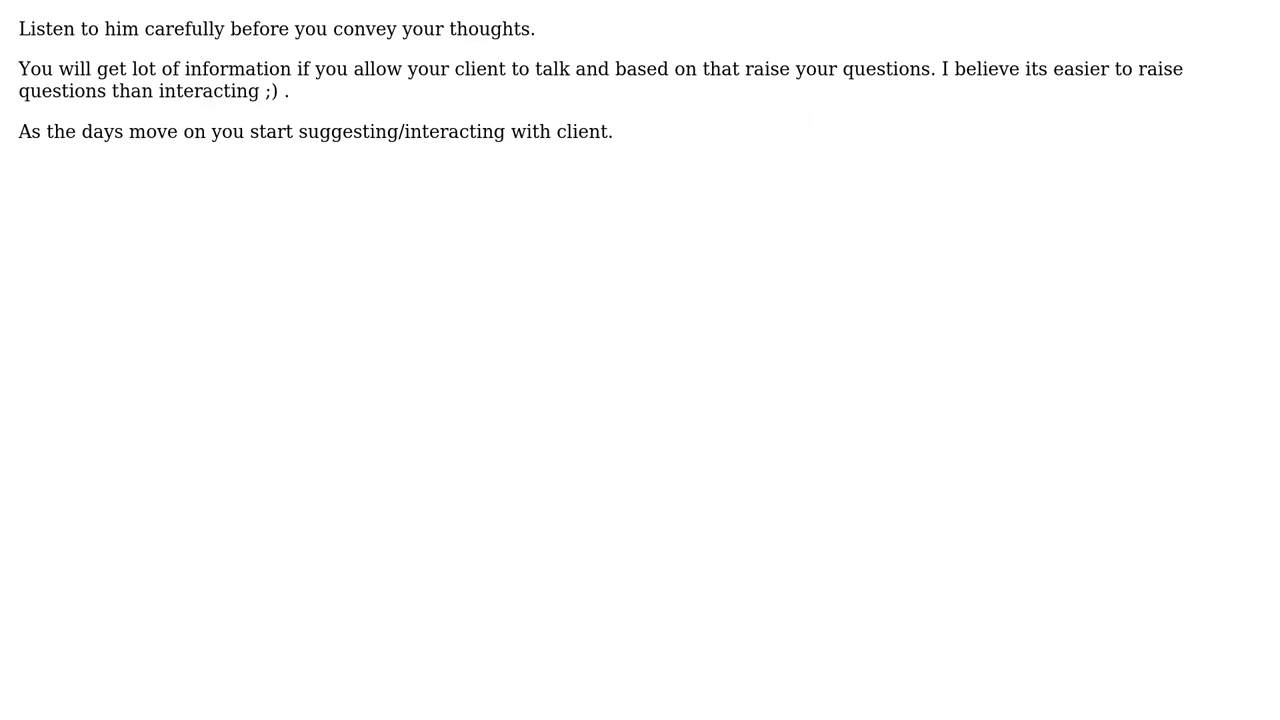 Listen to him carefully before you convey your thoughts.
You will get lot of information if you allow your client to talk and based on that raise your questions. I believe its easier to raise
questions than interacting ;) .
As the days move on you start suggesting/interacting with client.